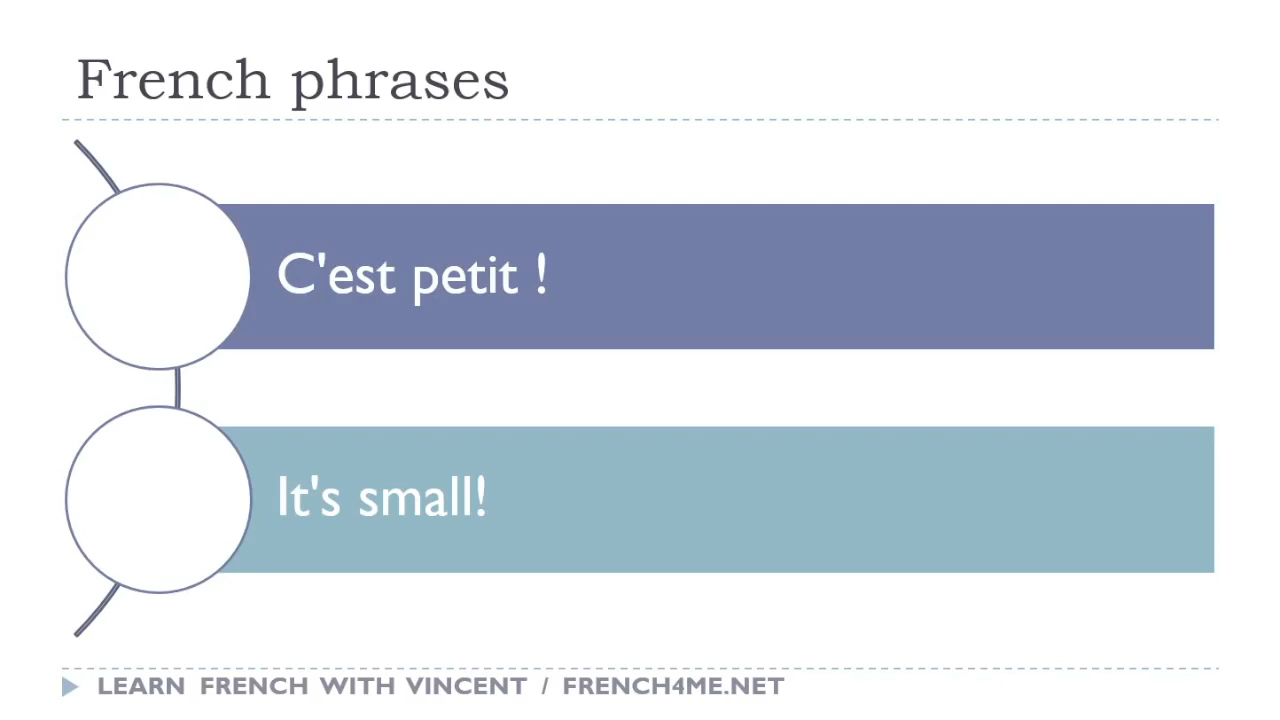 French phrases
C'est petit !
It's small!
LEARN FRENCH WITH VINCENT / FRENCH4ME.NET